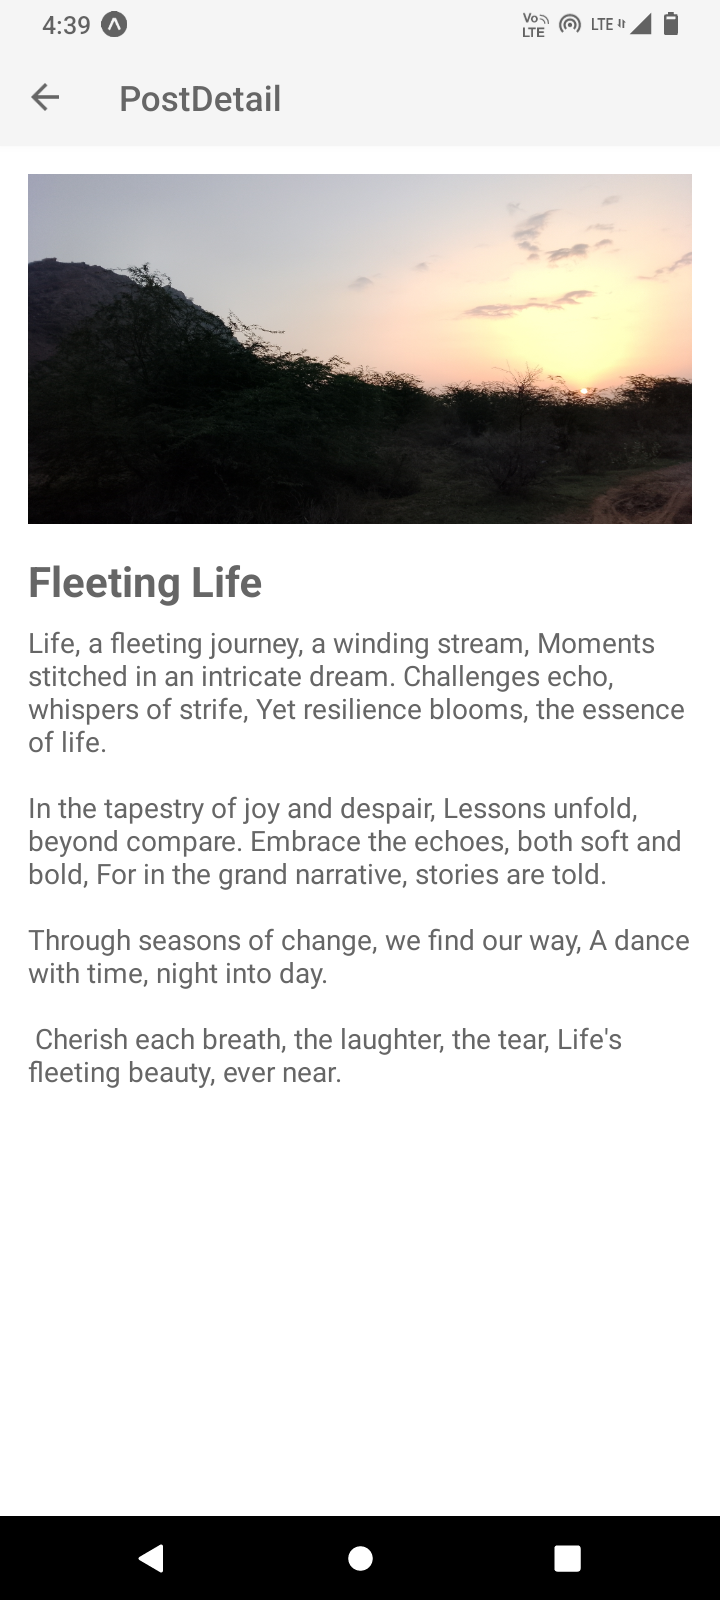 4:39
Vo LTE
LTE
PostDetail
Fleeting Life
Life, a fleeting journey, a winding stream, Moments
stitched in an intricate dream. Challenges echo,
whispers of strife, Yet resilience blooms, the essence
of life.
In the tapestry of joy and despair, Lessons unfold,
beyond compare. Embrace the echoes, both soft and
bold, For in the grand narrative, stories are told.
Through seasons of change, we find our way, A dance
with time, night into day.
Cherish each breath, the laughter, the tear, Life's
fleeting beauty, ever near.